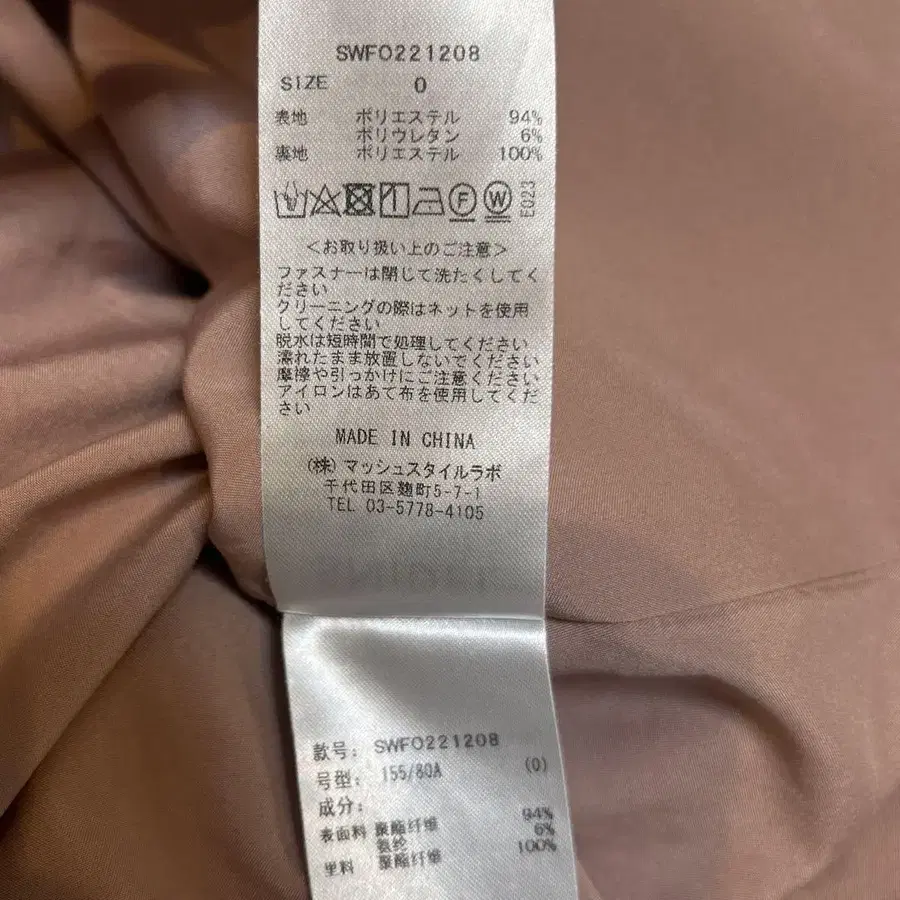 SWFO221208
SIZE 0
表地 ポリエステル 94%
ポリウレタン 6%
裏地 ポリエステル 100%
F W E023
<お取り扱い上のご注意>
ファスナーは閉じて洗たくしてく
ださい
クリーニングの際はネットを使用
してください
脱水は短時間で処理してください
濡れたまま放置しないでください
摩擦や引っかけにご注意ください
アイロンはあて布を使用してくだ
さい
MADE IN CHINA
(株)マッシュスタイルラボ
千代田区麹町5-7-1
TEL 03-5778-4105
款号: SWFO221208
号型: 155/80A (0)
成分:
表面料 聚酯纤维 94%
氨纶 6%
里料 聚酯纤维 100%